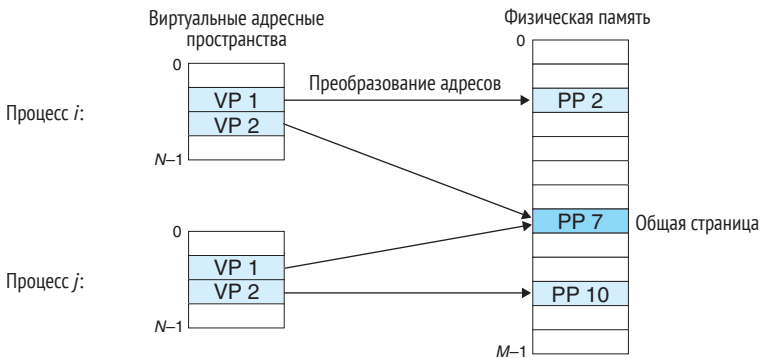 Виртуальные адресные
пространства
Физическая память
0
0
Преобразование адресов
Процесс i:
VP 1
PP 2
VP 2
N–1
PP 7
Общая страница
0
Процесс j:
VP 1
VP 2
PP 10
N–1
M–1